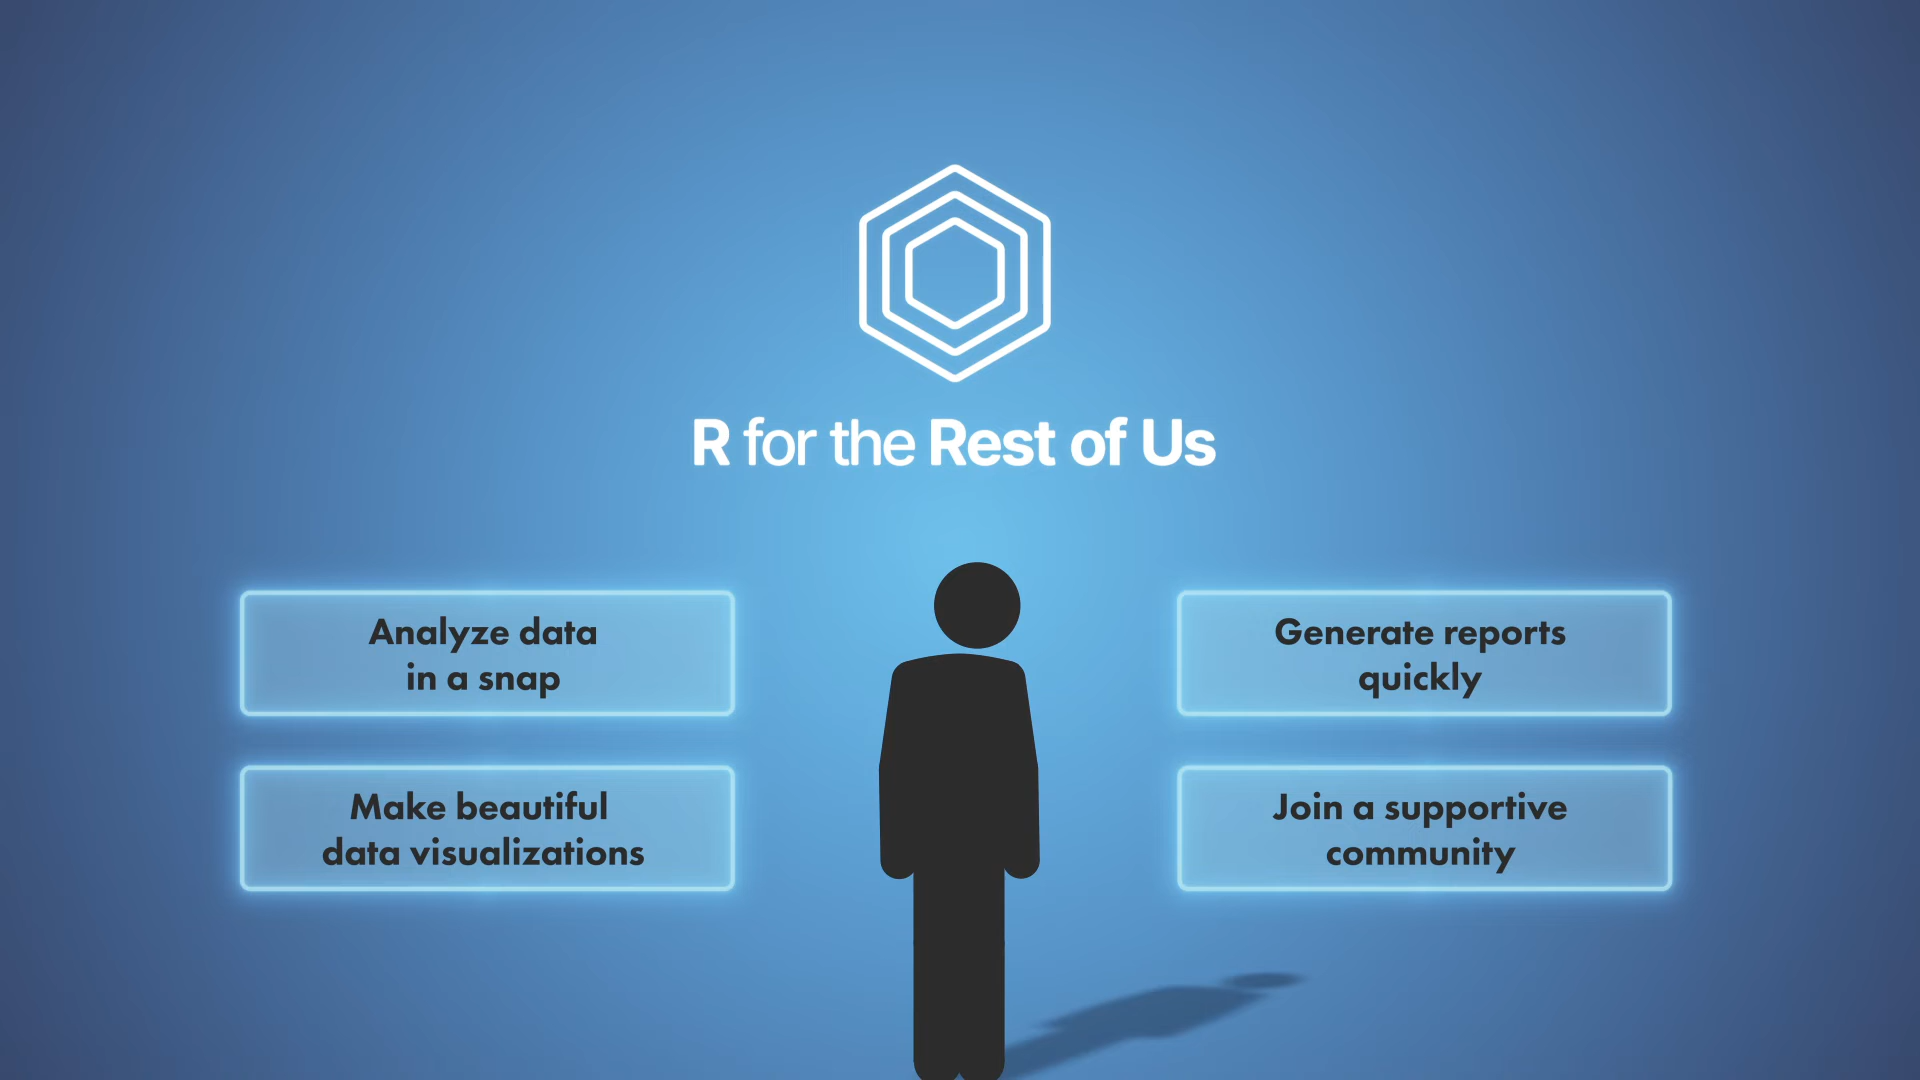 R for the Rest of Us
Analyze data
in a snap
Make beautiful
data visualizations
Generate reports
quickly
Join a supportive
community